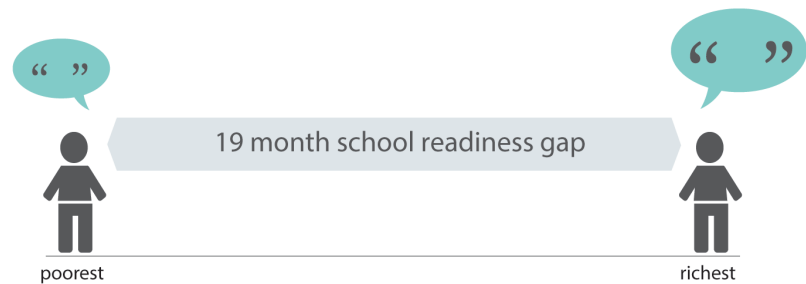 “ ”
“ ”
19 month school readiness gap
poorest
richest